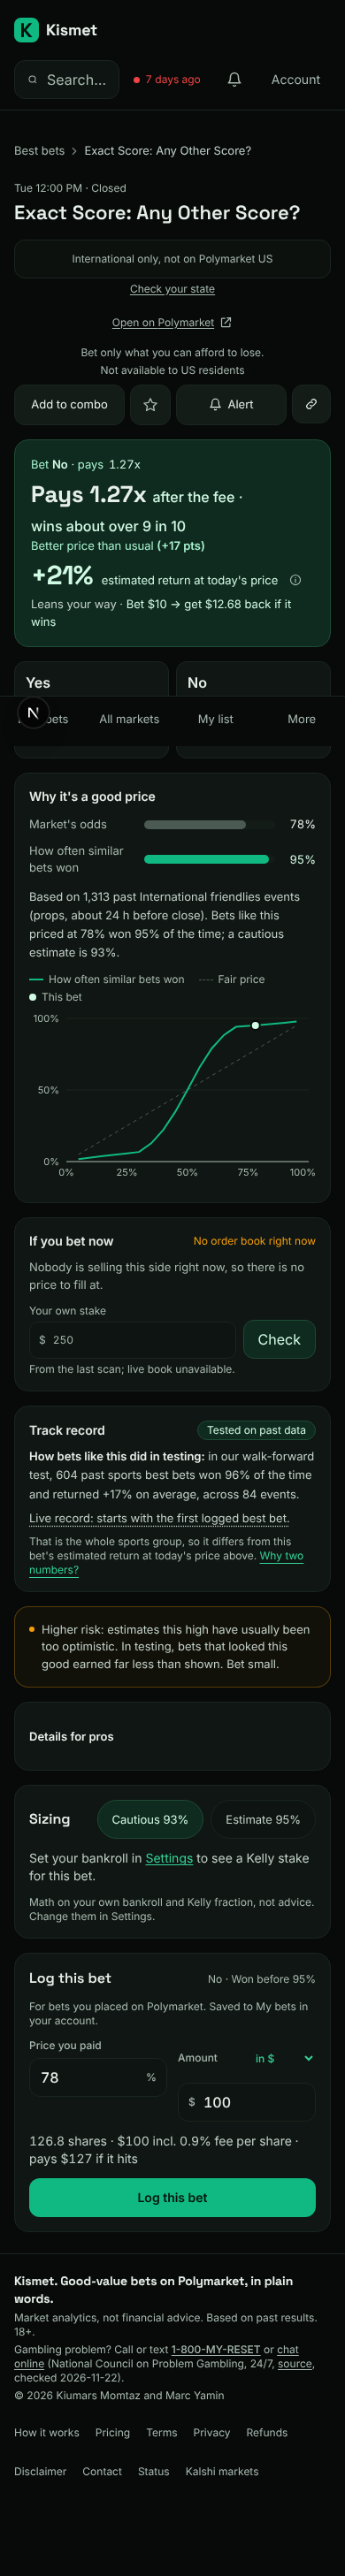 Kismet
Search...
7 days ago
Account
Best bets > Exact Score: Any Other Score?
Tue 12:00 PM · Closed
Exact Score: Any Other Score?
International only, not on Polymarket US
Check your state
Open on Polymarket
Bet only what you can afford to lose.
Not available to US residents
Add to combo
Alert
Bet No · pays 1.27x
Pays 1.27x after the fee ·
wins about over 9 in 10
Better price than usual (+17 pts)
+21% estimated return at today's price
Leans your way · Bet $10 → get $12.68 back if it
wins
Yes
No
N
bets
All markets
My list
More
Why it's a good price
Market's odds
78%
How often similar
bets won
95%
Based on 1,313 past International friendlies events
(props, about 24 h before close). Bets like this
priced at 78% won 95% of the time; a cautious
estimate is 93%.
How often similar bets won
Fair price
This bet
100%
50%
0%
0%
25%
50%
75%
100%
If you bet now
No order book right now
Nobody is selling this side right now, so there is no
price to fill at.
Your own stake
$ 250
Check
From the last scan; live book unavailable.
Track record
Tested on past data
How bets like this did in testing: in our walk-forward
test, 604 past sports best bets won 96% of the time
and returned +17% on average, across 84 events.
Live record: starts with the first logged best bet.
That is the whole sports group, so it differs from this
bet's estimated return at today's price above. Why two
numbers?
Higher risk: estimates this high have usually been
too optimistic. In testing, bets that looked this
good earned far less than shown. Bet small.
Details for pros
Sizing
Cautious 93%
Estimate 95%
Set your bankroll in Settings to see a Kelly stake
for this bet.
Math on your own bankroll and Kelly fraction, not advice.
Change them in Settings.
Log this bet
No · Won before 95%
For bets you placed on Polymarket. Saved to My bets in
your account.
Price you paid
Amount
in $
78 %
$ 100
126.8 shares · $100 incl. 0.9% fee per share ·
pays $127 if it hits
Log this bet
Kismet. Good-value bets on Polymarket, in plain
words.
Market analytics, not financial advice. Based on past results.
18+.
Gambling problem? Call or text 1-800-MY-RESET or chat
online (National Council on Problem Gambling, 24/7, source,
checked 2026-11-22).
© 2026 Kiumars Momtaz and Marc Yamin
How it works
Pricing
Terms
Privacy
Refunds
Disclaimer
Contact
Status
Kalshi markets